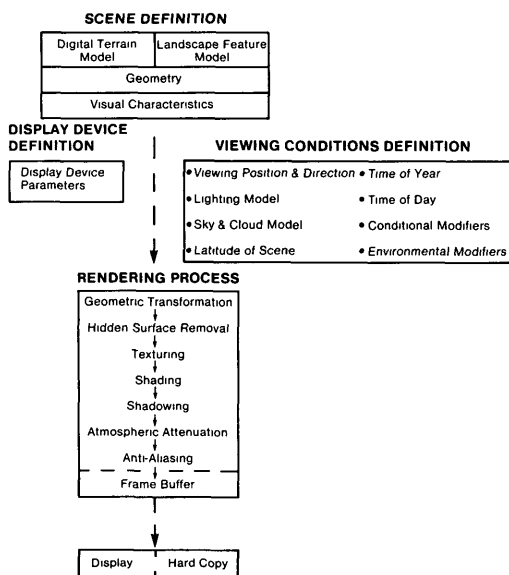 SCENE DEFINITION
Digital Terrain Model
Landscape Feature Model
Geometry
Visual Characteristics
DISPLAY DEVICE DEFINITION
Display Device Parameters
VIEWING CONDITIONS DEFINITION
• Viewing Position & Direction
• Time of Year
• Lighting Model
• Time of Day
• Sky & Cloud Model
• Conditional Modifiers
• Latitude of Scene
• Environmental Modifiers
RENDERING PROCESS
Geometric Transformation
Hidden Surface Removal
Texturing
Shading
Shadowing
Atmospheric Attenuation
Anti-Aliasing
Frame Buffer
Display
Hard Copy